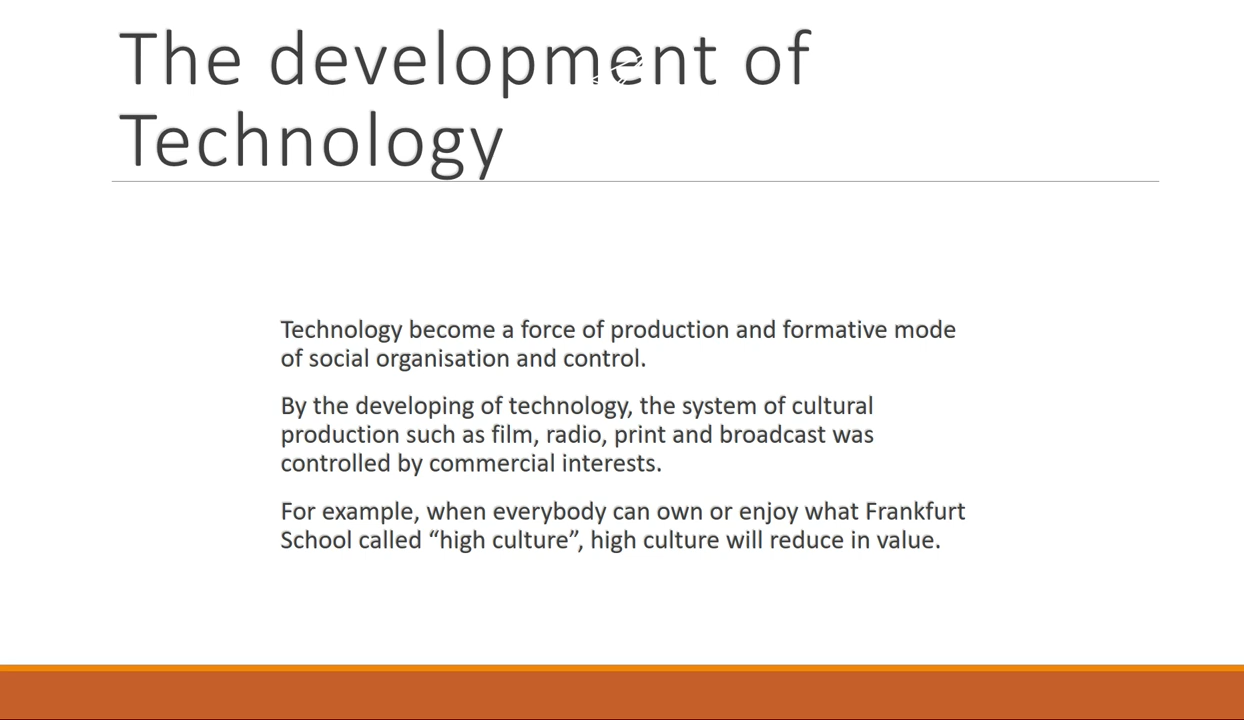 The development of
Technology
Technology become a force of production and formative mode
of social organisation and control.
By the developing of technology, the system of cultural
production such as film, radio, print and broadcast was
controlled by commercial interests.
For example, when everybody can own or enjoy what Frankfurt
School called “high culture”, high culture will reduce in value.